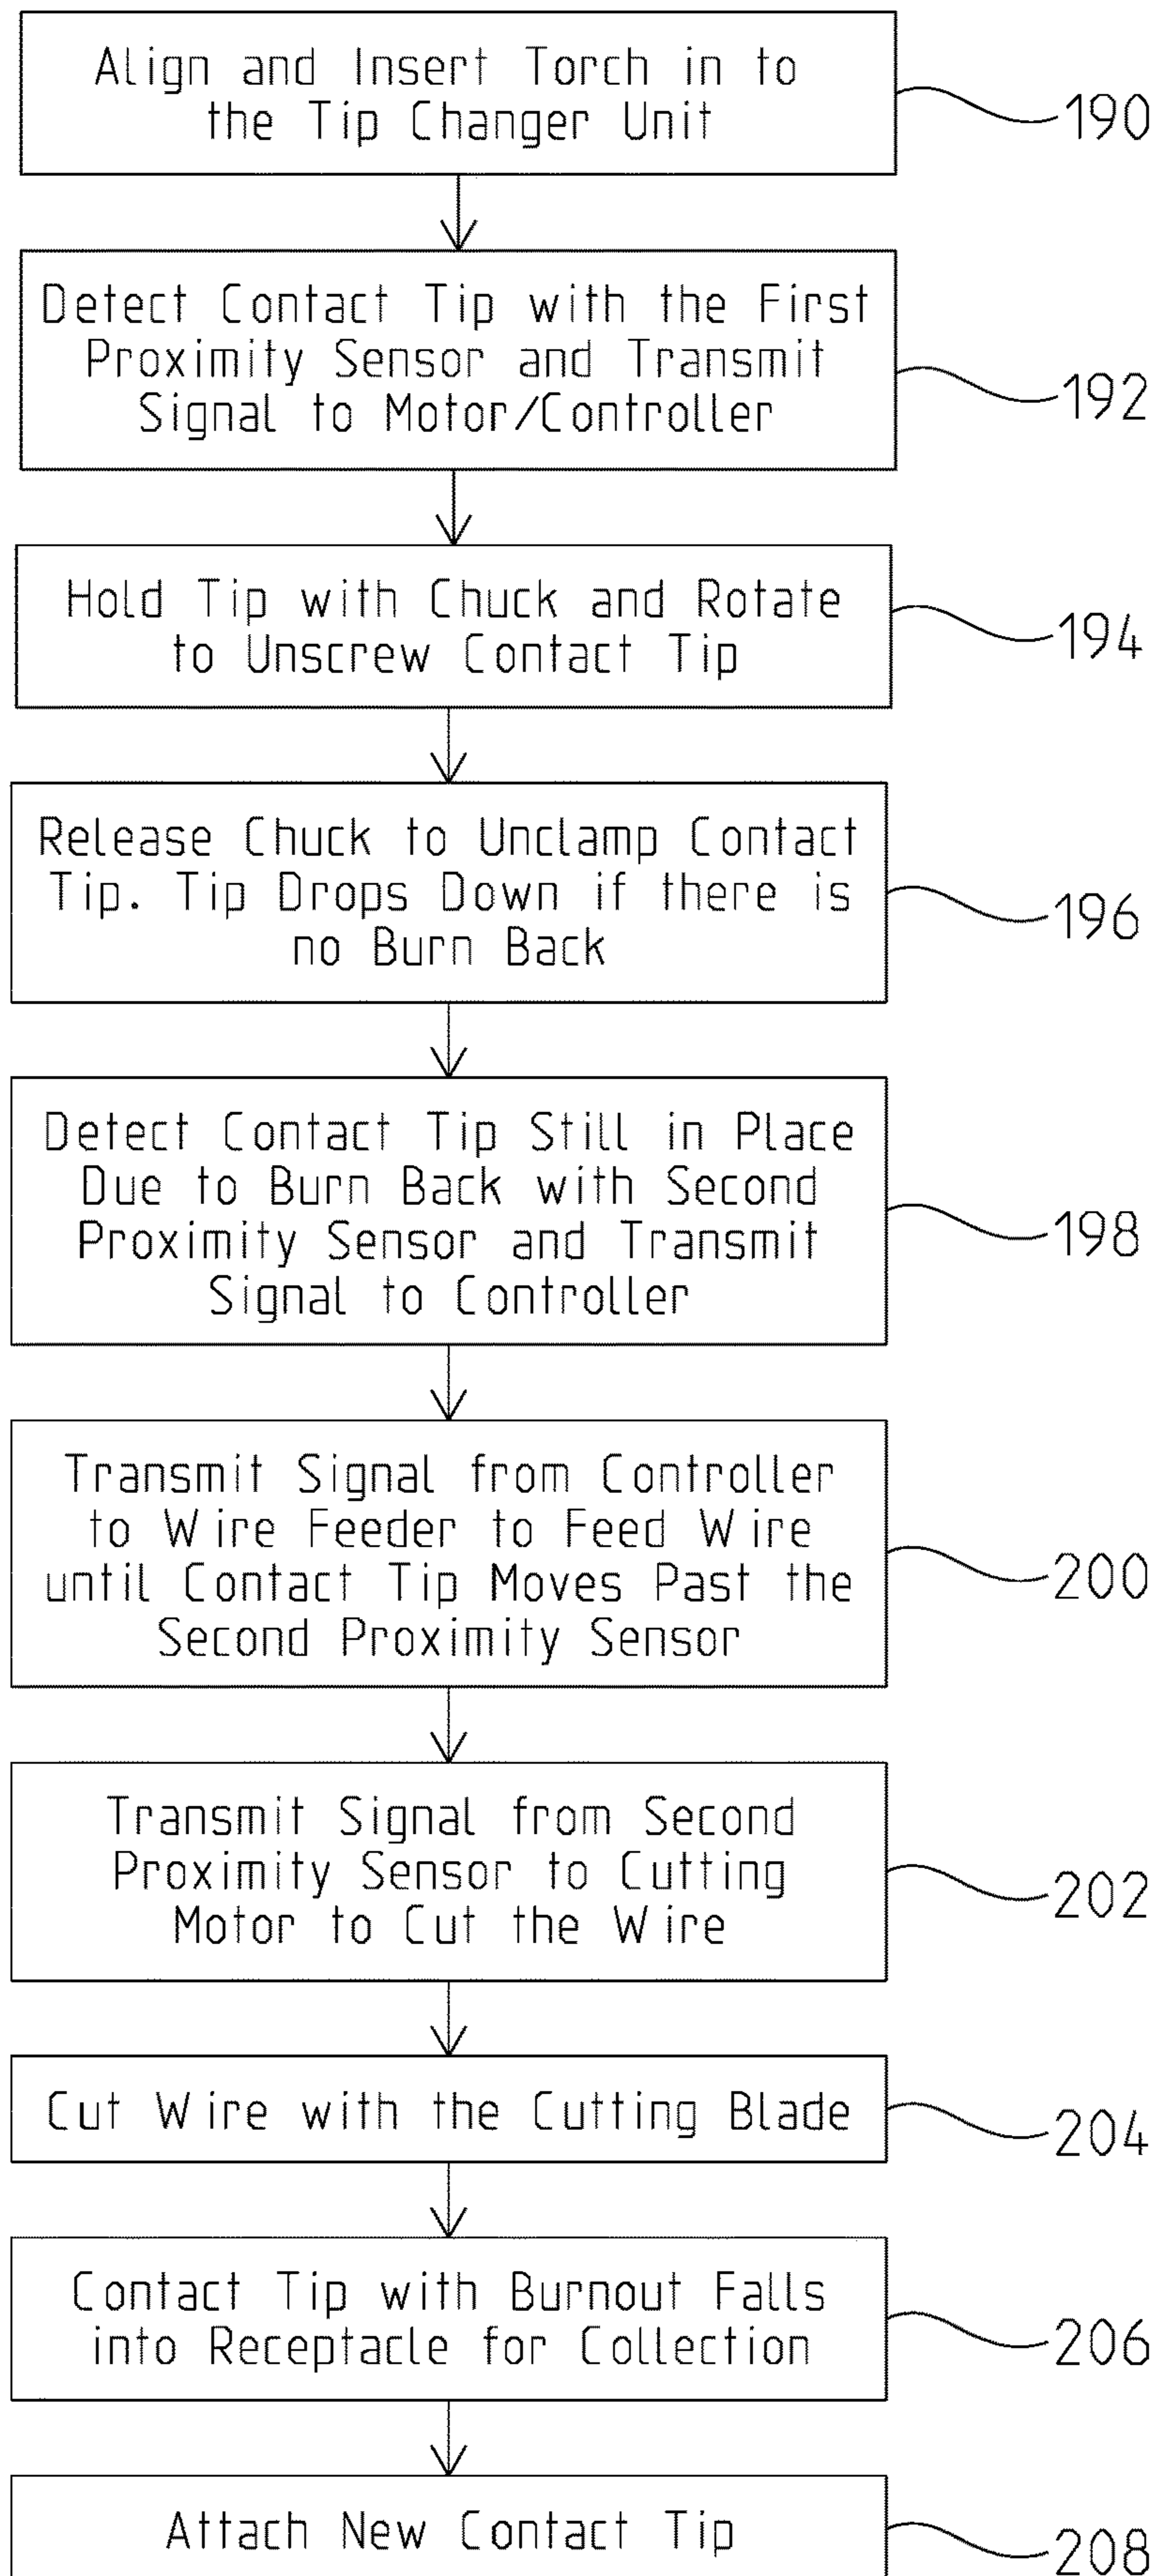 Align and Insert Torch in to
the Tip Changer Unit
190
Detect Contact Tip with the First
Proximity Sensor and Transmit
Signal to Motor/Controller
192
Hold Tip with Chuck and Rotate
to Unscrew Contact Tip
194
Release Chuck to Unclamp Contact
Tip. Tip Drops Down if there is
no Burn Back
196
Detect Contact Tip Still in Place
Due to Burn Back with Second
Proximity Sensor and Transmit
Signal to Controller
198
Transmit Signal from Controller
to Wire Feeder to Feed Wire
until Contact Tip Moves Past the
Second Proximity Sensor
200
Transmit Signal from Second
Proximity Sensor to Cutting
Motor to Cut the Wire
202
Cut Wire with the Cutting Blade
204
Contact Tip with Burnout Falls
into Receptacle for Collection
206
Attach New Contact Tip
208